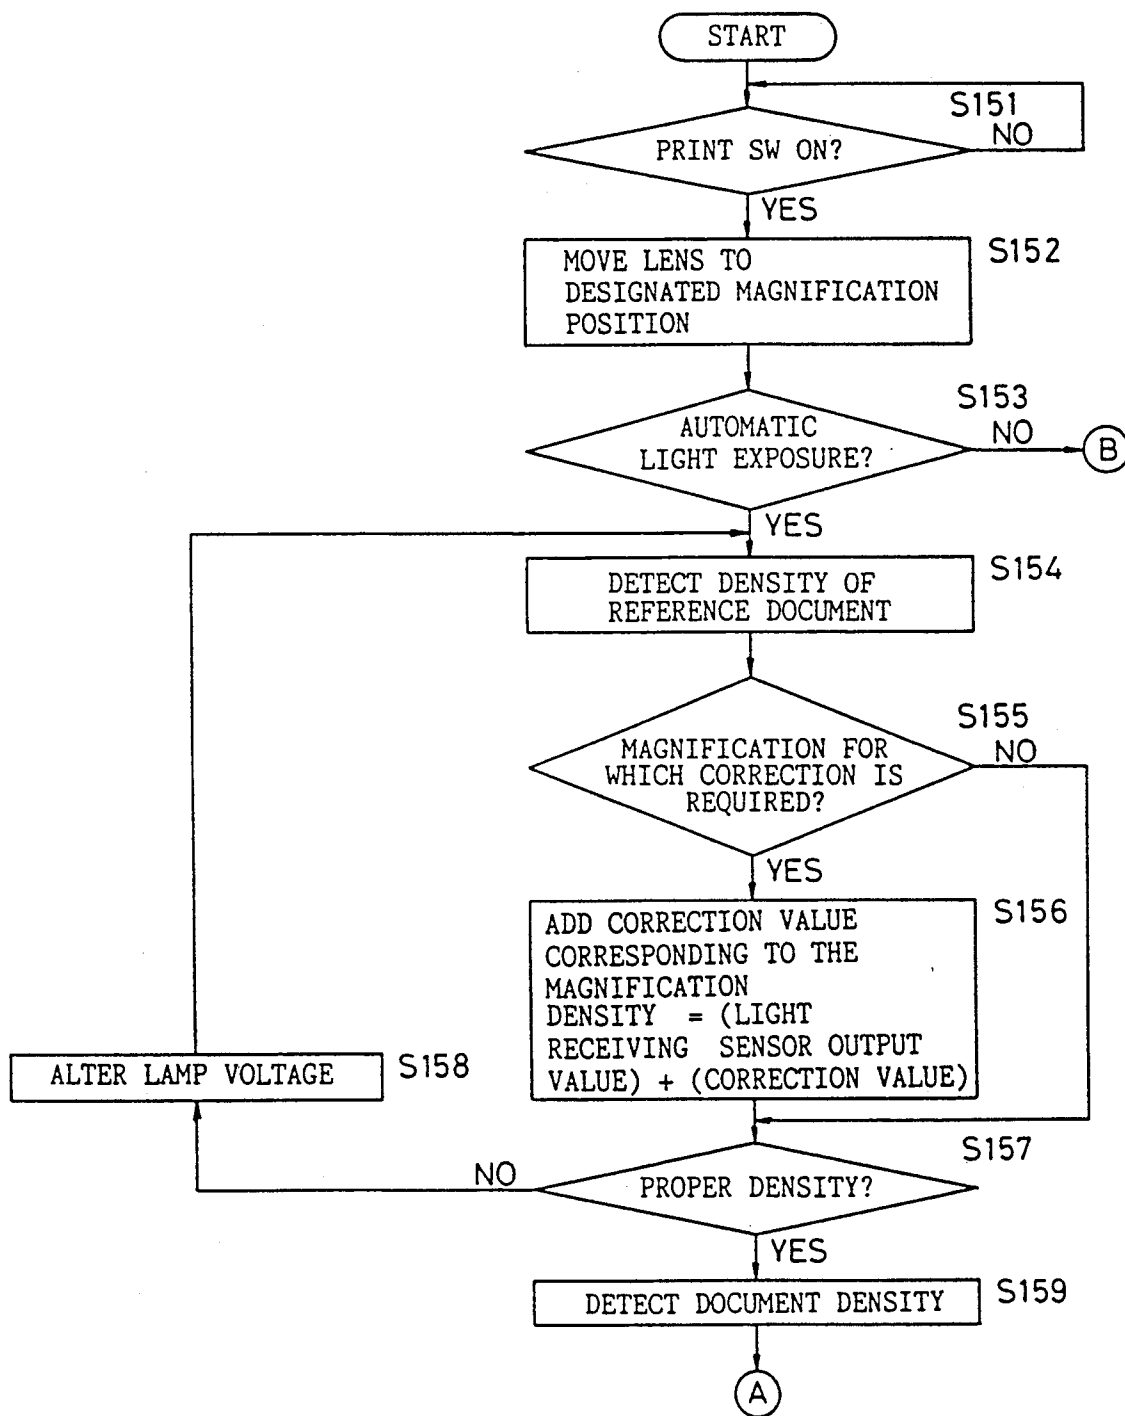 START
S151
NO
PRINT SW ON?
YES
S152
MOVE LENS TO
DESIGNATED MAGNIFICATION
POSITION
S153
AUTOMATIC
LIGHT EXPOSURE?
NO
B
YES
S154
DETECT DENSITY OF
REFERENCE DOCUMENT
S155
NO
MAGNIFICATION FOR
WHICH CORRECTION IS
REQUIRED?
YES
S156
ADD CORRECTION VALUE
CORRESPONDING TO THE
MAGNIFICATION
DENSITY = (LIGHT
RECEIVING SENSOR OUTPUT
VALUE) + (CORRECTION VALUE)
ALTER LAMP VOLTAGE
S158
S157
NO
PROPER DENSITY?
YES
S159
DETECT DOCUMENT DENSITY
A